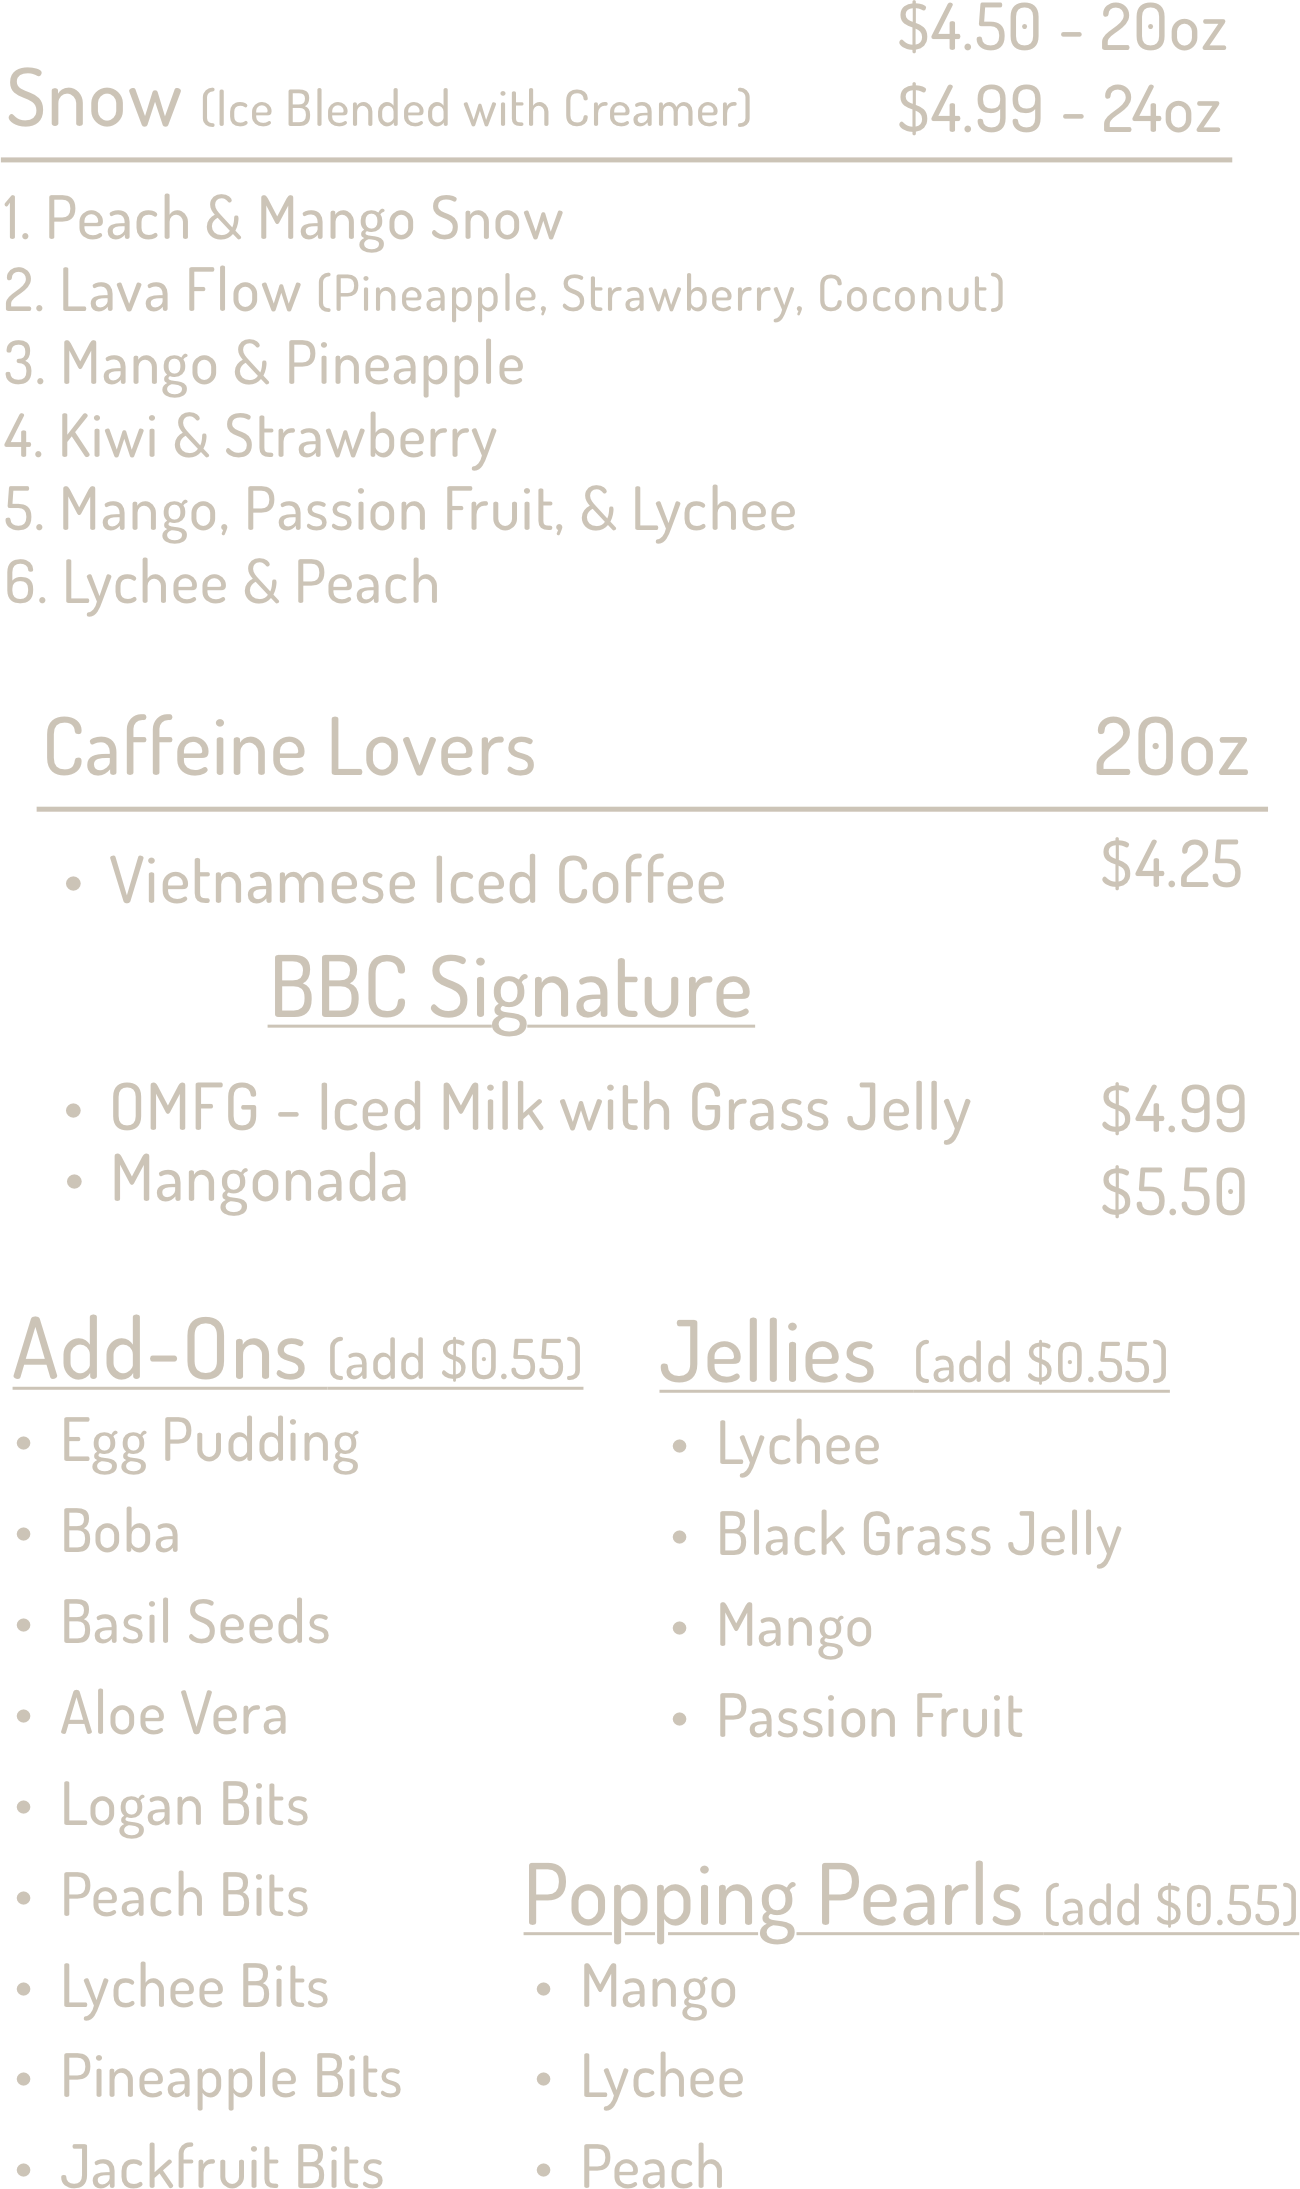 $4.50 - 20oz
Snow (Ice Blended with Creamer) $4.99 - 24oz
1. Peach & Mango Snow
2. Lava Flow (Pineapple, Strawberry, Coconut)
3. Mango & Pineapple
4. Kiwi & Strawberry
5. Mango, Passion Fruit, & Lychee
6. Lychee & Peach
Caffeine Lovers 20oz
• Vietnamese Iced Coffee $4.25
BBC Signature
• OMFG - Iced Milk with Grass Jelly $4.99
• Mangonada $5.50
Add-Ons (add $0.55)
• Egg Pudding
• Boba
• Basil Seeds
• Aloe Vera
• Logan Bits
• Peach Bits
• Lychee Bits
• Pineapple Bits
• Jackfruit Bits
Jellies (add $0.55)
• Lychee
• Black Grass Jelly
• Mango
• Passion Fruit
Popping Pearls (add $0.55)
• Mango
• Lychee
• Peach